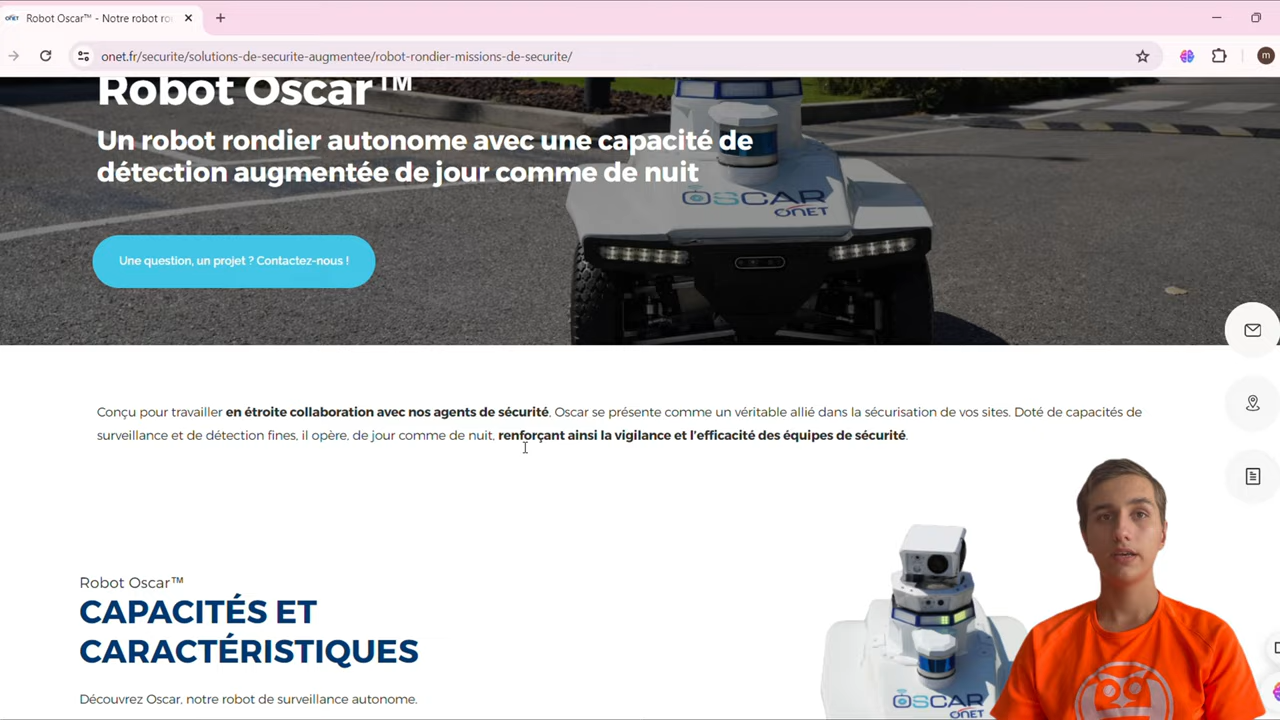 onet Robot Oscar™ - Notre robot ro
onet.fr/securite/solutions-de-securite-augmentee/robot-rondier-missions-de-securite/
m
Robot Oscar™
Un robot rondier autonome avec une capacité de
détection augmentée de jour comme de nuit
OSCAR
ONET
Une question, un projet ? Contactez-nous !
Conçu pour travailler en étroite collaboration avec nos agents de sécurité, Oscar se présente comme un véritable allié dans la sécurisation de vos sites. Doté de capacités de
surveillance et de détection fines, il opère, de jour comme de nuit, renforçant ainsi la vigilance et l'efficacité des équipes de sécurité.
Robot Oscar™
CAPACITÉS ET
CARACTÉRISTIQUES
Découvrez Oscar, notre robot de surveillance autonome.
OSCAR
ONET